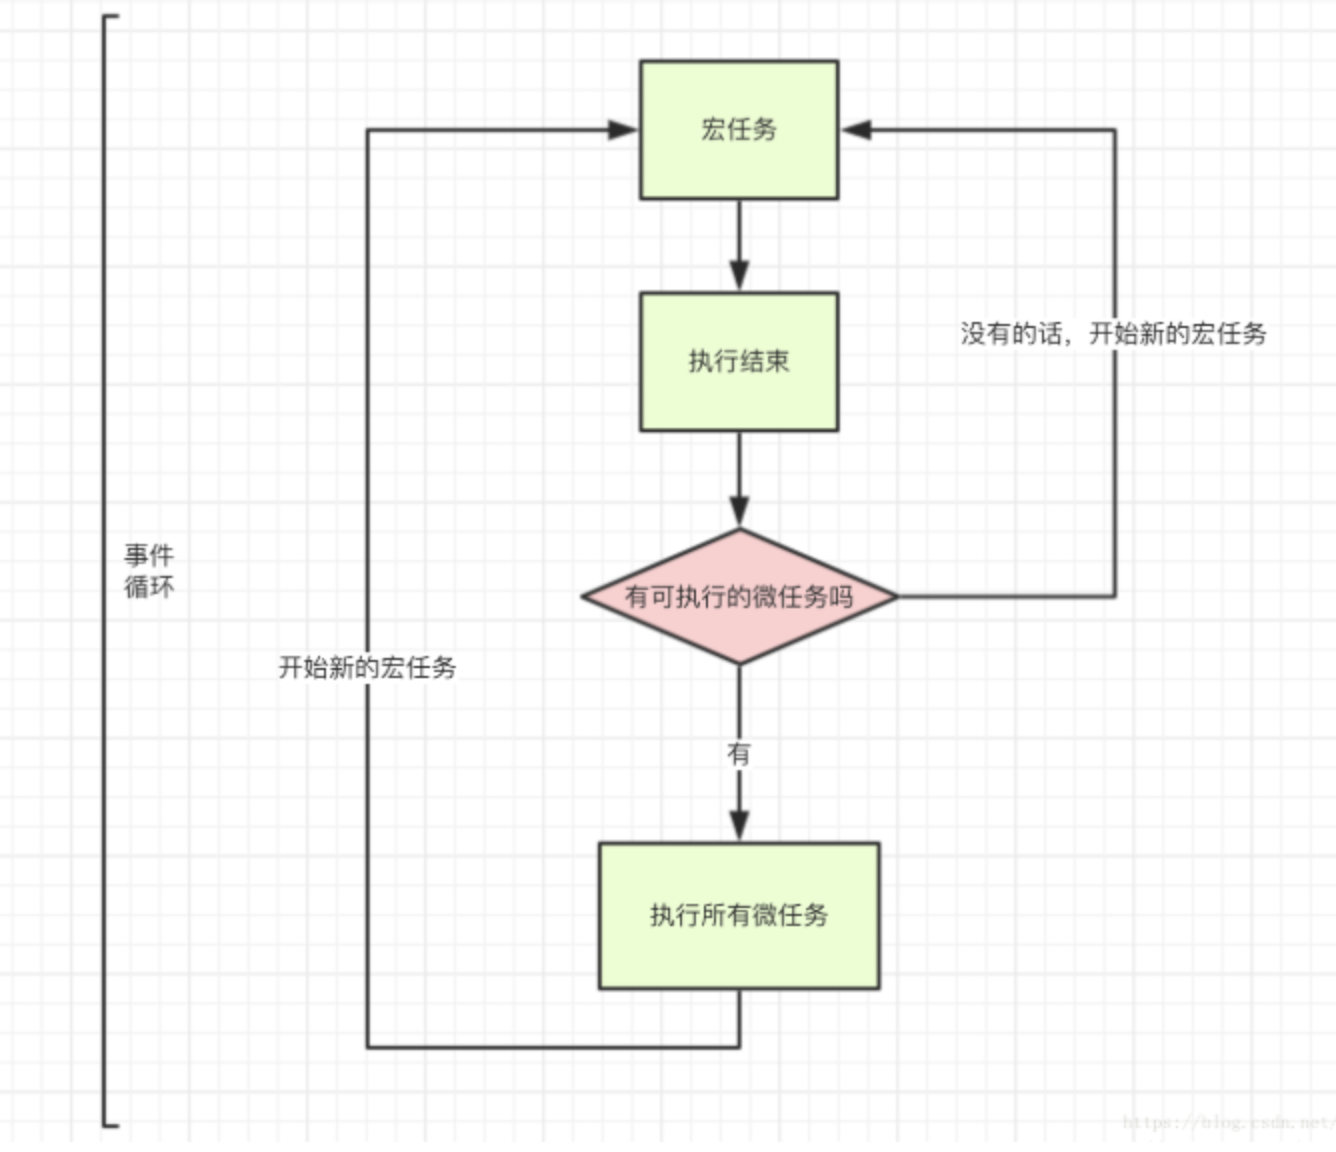 宏任务
没有的话，开始新的宏任务
执行结束
事件
循环
有可执行的微任务吗
开始新的宏任务
有
执行所有微任务
https://blog.csdn.net/